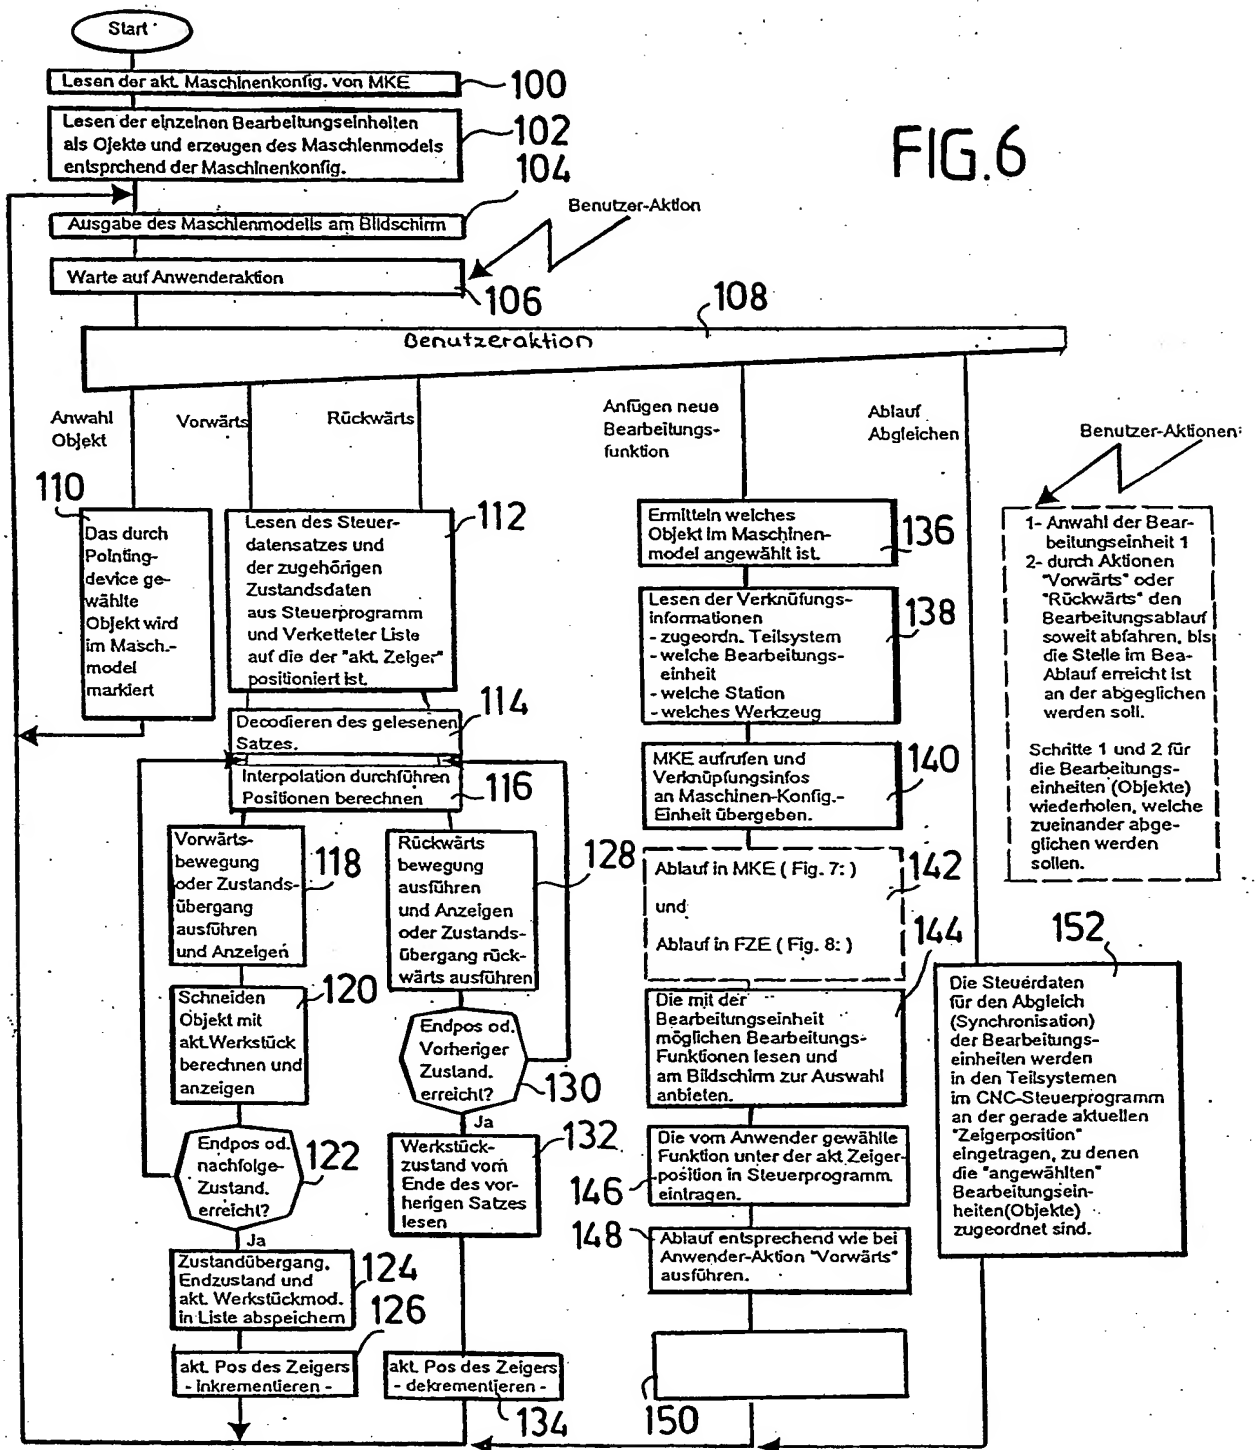 Start
Lesen der akt. Maschinenkonfig. von MKE
100
Lesen der einzelnen Bearbeitungseinheiten
als Ojekte und erzeugen des Maschienmodels
entsprchend der Maschinenkonfig.
102
FIG.6
104
Ausgabe des Maschienmodells am Bildschirm
Benutzer-Aktion
Warte auf Anwenderaktion
106
108
Benutzeraktion
Anwahl
Objekt
Vorwärts
Rückwärts
Anfügen neue
Bearbeitungs-
funktion
Ablauf
Abgleichen
Benutzer-Aktionen:
110
Das durch
Pointing-
device ge-
wählte
Objekt wird
im Masch.-
model
markiert
Lesen des Steuer-
datensatzes und
der zugehörigen
Zustandsdaten
aus Steuerprogramm
und Verketteter Liste
auf die der "akt. Zeiger"
positioniert ist.
112
Decodieren des gelesenen
Satzes.
114
Interpolation durchführen
Positionen berechnen
116
Vorwärts-
bewegung
oder Zustands-
übergang
ausführen
und Anzeigen
118
Schneiden
Objekt mit
akt.Werkstück
berechnen und
anzeigen
120
Endpos od.
nachfolge-
Zustand.
erreicht?
122
Ja
Zustandübergang,
Endzustand und
akt. Werkstückmod.
in Liste abspeichern
124
126
akt. Pos des Zeigers
- inkrementieren -
Rückwärts
bewegung
ausführen
und Anzeigen
oder Zustands-
übergang rück-
wärts ausführen
128
Endpos od.
Vorheriger
Zustand.
erreicht?
130
Ja
Werkstück-
zustand vom
Ende des vor-
herigen Satzes
lesen
132
akt. Pos des Zeigers
- dekrementieren -
134
Ermitteln welches
Objekt im Maschinen-
model angewählt ist.
136
Lesen der Verknüfungs-
informationen
- zugeordn. Teilsystem
- welche Bearbeitungs-
einheit
- welche Station
- welches Werkzeug
138
MKE aufrufen und
Verknüpfungsinfos
an Maschinen-Konfig.-
Einheit übergeben.
140
Ablauf in MKE ( Fig. 7: )
und
Ablauf in FZE ( Fig. 8: )
142
144
Die mit der
Bearbeitungseinheit
möglichen Bearbeitungs-
Funktionen lesen und
am Bildschirm zur Auswahl
anbieten.
Die vom Anwender gewählte
Funktion unter der akt Zeiger-
position in Steuerprogramm
eintragen.
146
148
Ablauf entsprechend wie bei
Anwender-Aktion "Vorwärts"
ausführen.
150
1- Anwahl der Bear-
beitungseinheit 1
2- durch Aktionen
"Vorwärts" oder
"Rückwärts" den
Bearbeitungsablauf
soweit abfahren, bis
die Stelle im Bea-
Ablauf erreicht ist
an der abgeglichen
werden soll.
Schritte 1 und 2 für
die Bearbeitungs-
einheiten (Objekte)
wiederholen, welche
zueinander abge-
glichen werden
sollen.
152
Die Steuerdaten
für den Abgleich
(Synchronisation)
der Bearbeitungs-
einheiten werden
in den Teilsystemen
im CNC-Steuerprogramm
an der gerade aktuellen
"Zeigerposition"
eingetragen, zu denen
die "angewählten"
Bearbeitungsein-
heiten(Objekte)
zugeordnet sind.